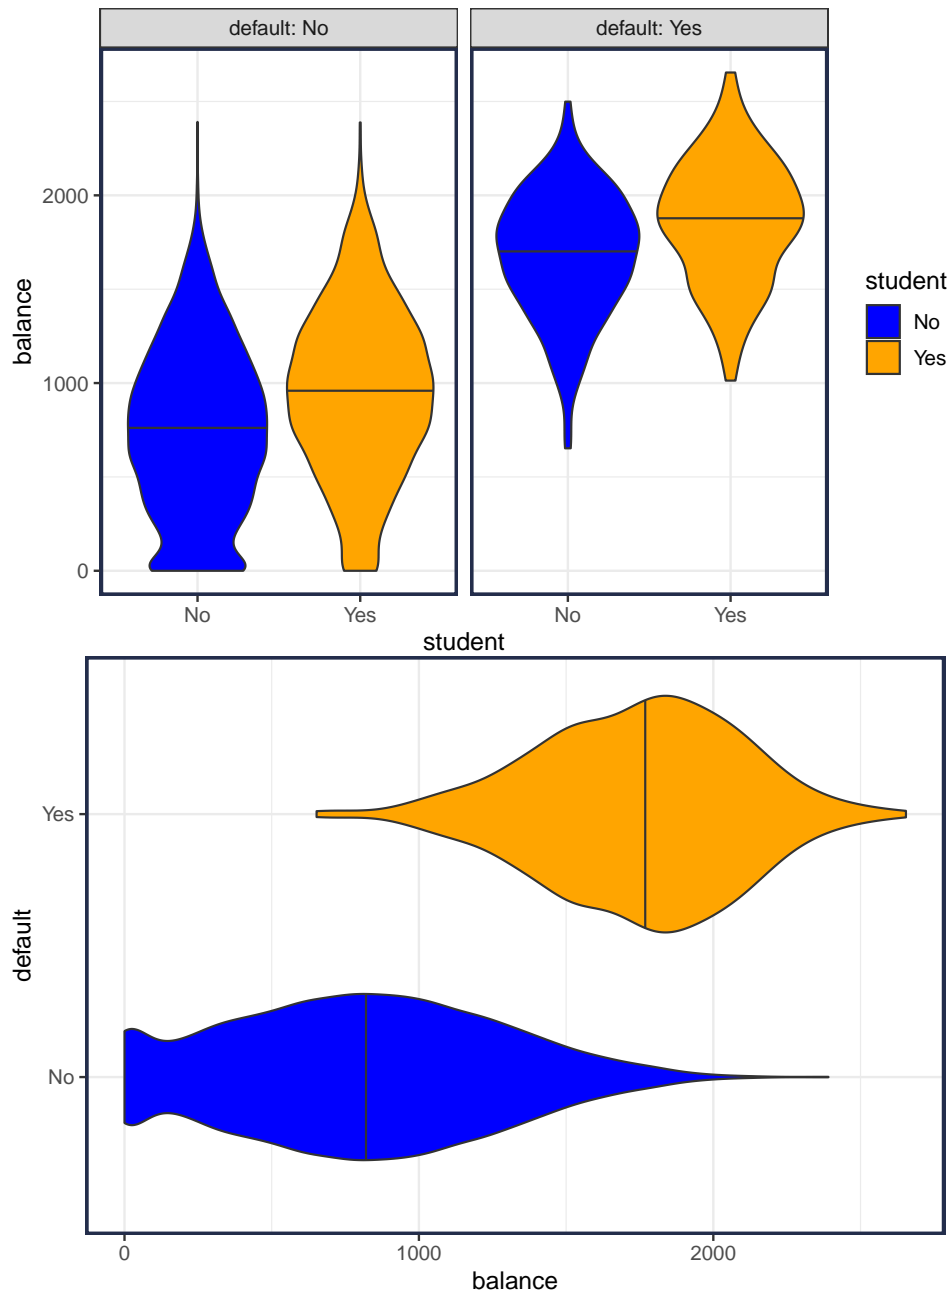 default: No
default: Yes
balance
2000
1000
0
No
Yes
No
Yes
student
student
No
Yes
default
Yes
No
0
1000
2000
balance